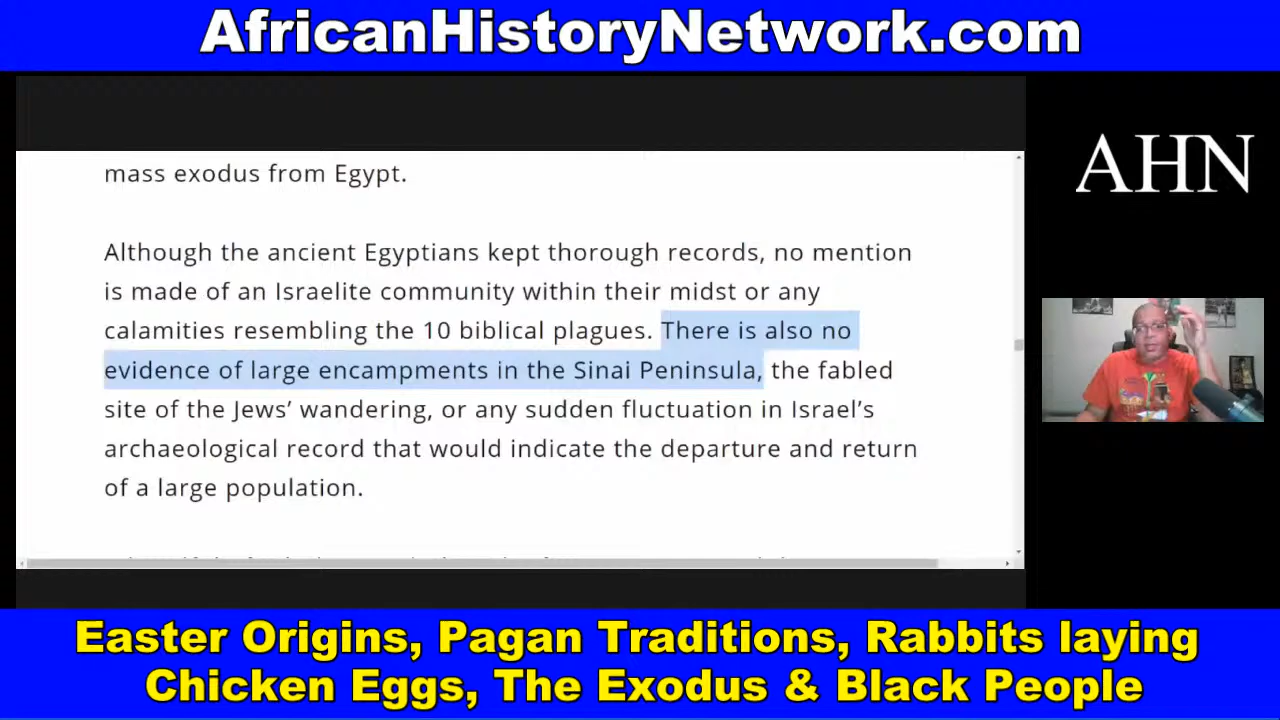 AfricanHistoryNetwork.com
AHN
mass exodus from Egypt.
Although the ancient Egyptians kept thorough records, no mention
is made of an Israelite community within their midst or any
calamities resembling the 10 biblical plagues. There is also no
evidence of large encampments in the Sinai Peninsula, the fabled
site of the Jews’ wandering, or any sudden fluctuation in Israel’s
archaeological record that would indicate the departure and return
of a large population.
Easter Origins, Pagan Traditions, Rabbits laying
Chicken Eggs, The Exodus & Black People